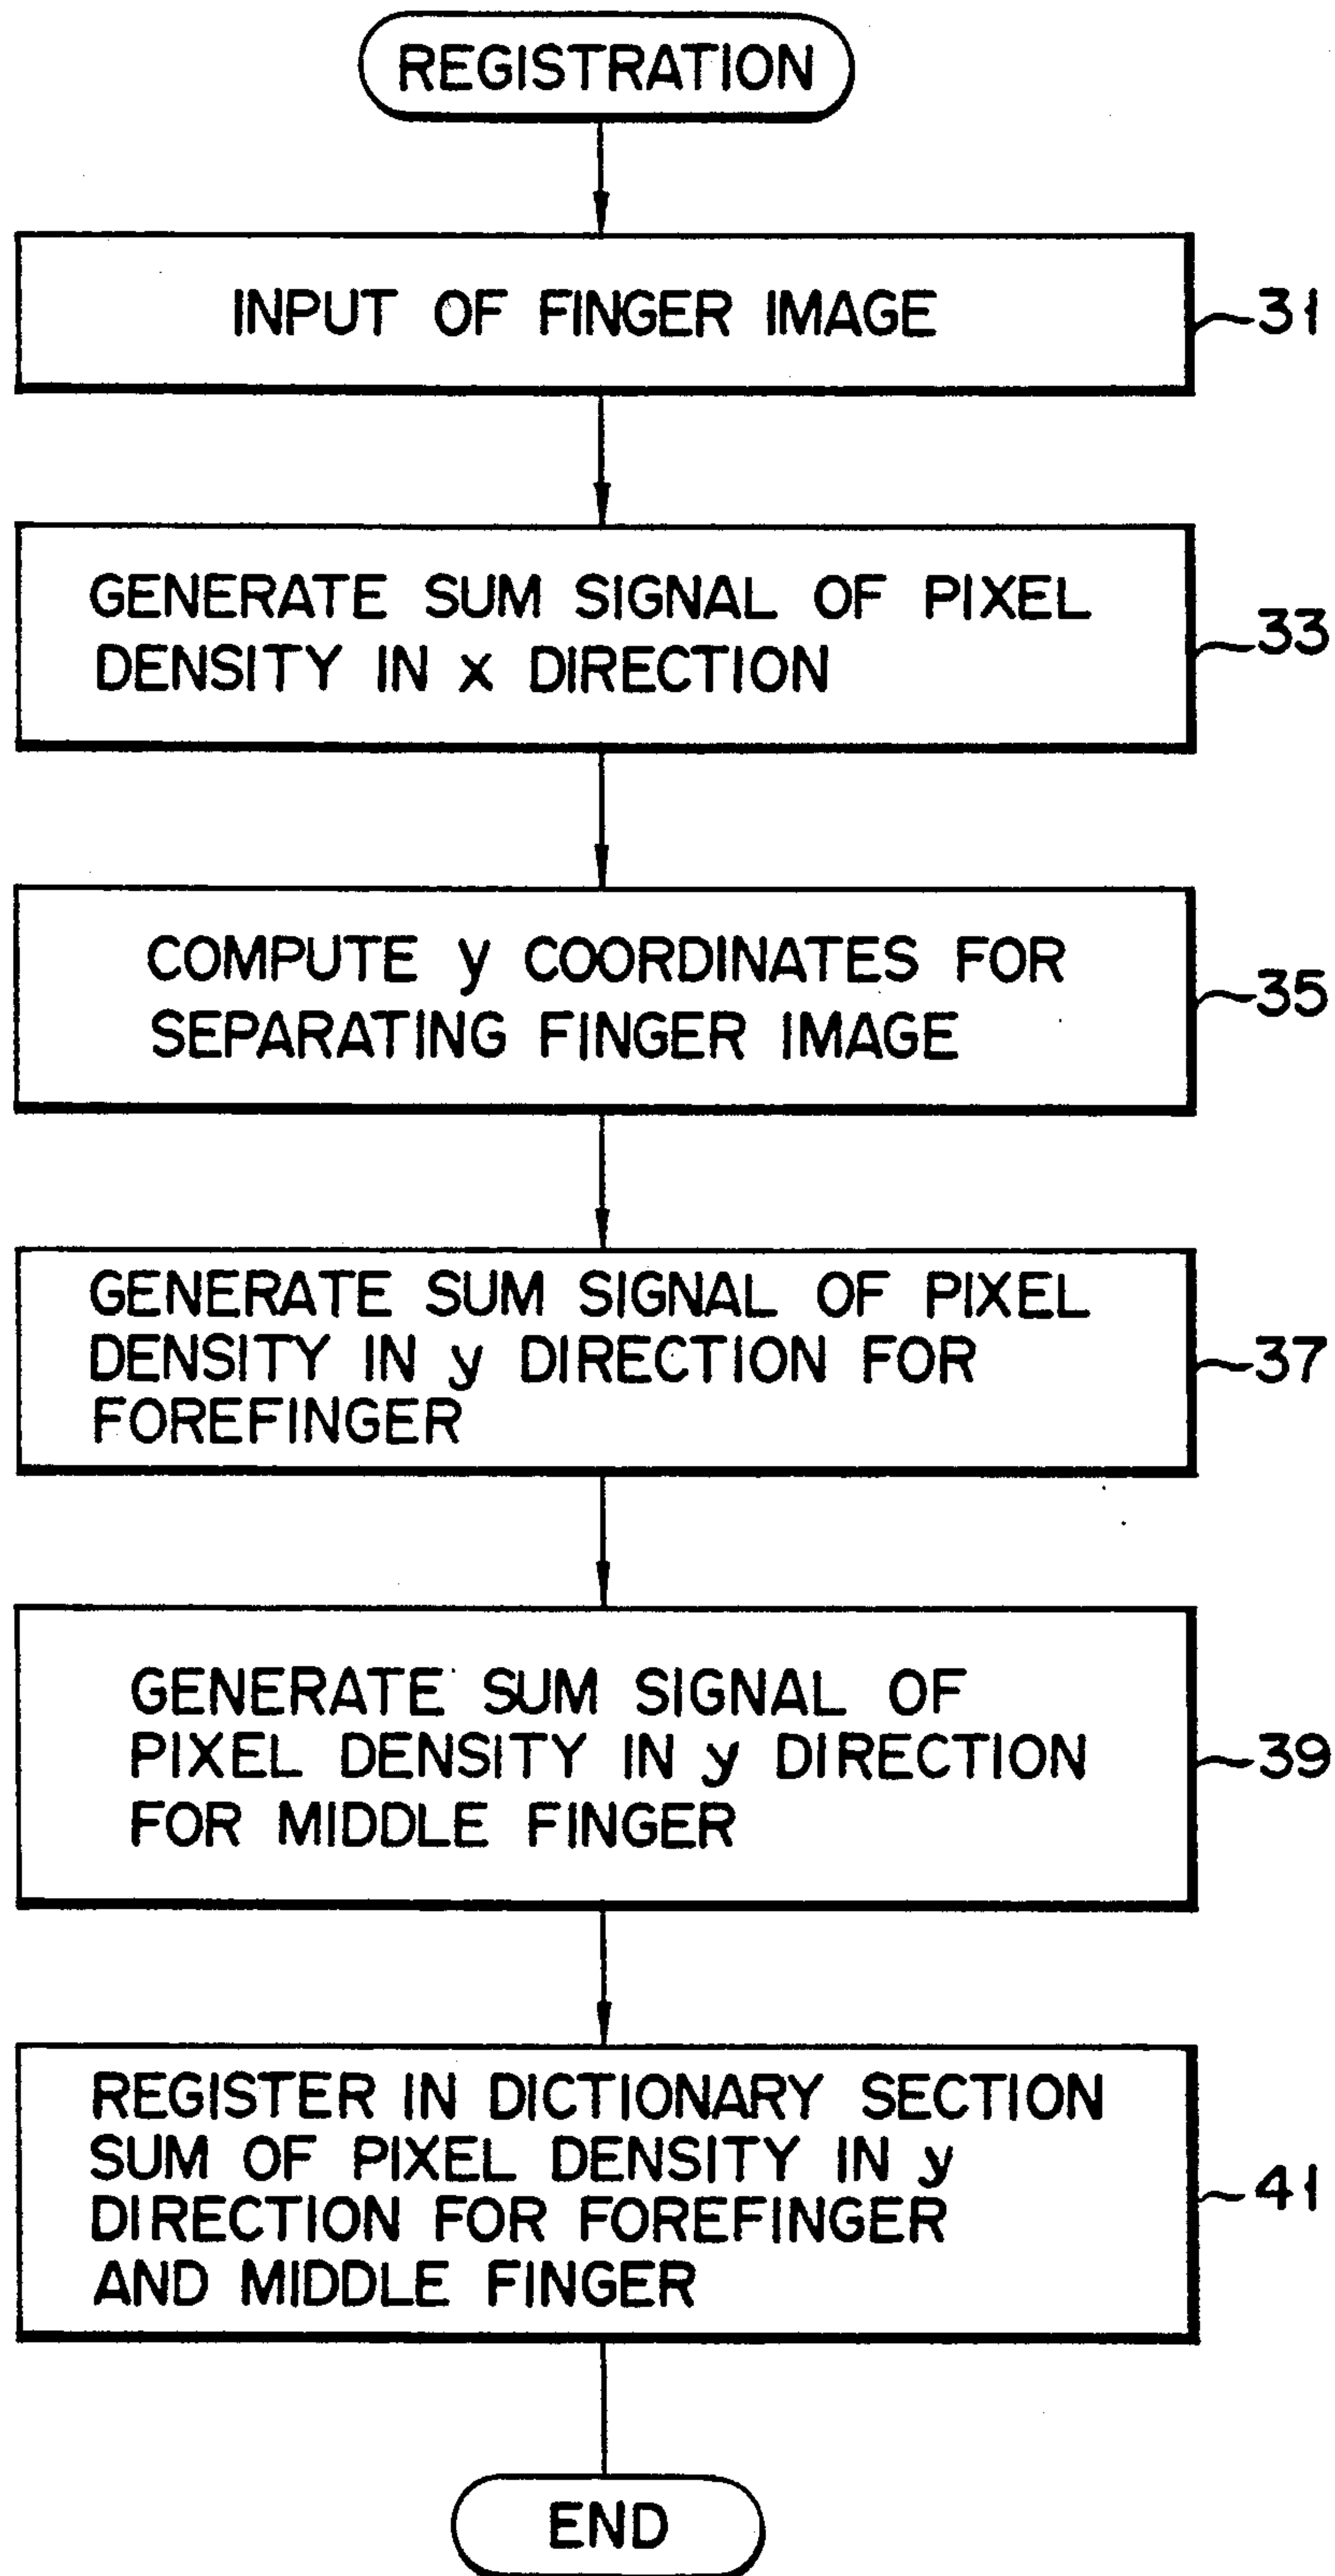 REGISTRATION
INPUT OF FINGER IMAGE
31
GENERATE SUM SIGNAL OF PIXEL
DENSITY IN x DIRECTION
33
COMPUTE y COORDINATES FOR
SEPARATING FINGER IMAGE
35
GENERATE SUM SIGNAL OF PIXEL
DENSITY IN y DIRECTION FOR
FOREFINGER
37
GENERATE SUM SIGNAL OF
PIXEL DENSITY IN y DIRECTION
FOR MIDDLE FINGER
39
REGISTER IN DICTIONARY SECTION
SUM OF PIXEL DENSITY IN y
DIRECTION FOR FOREFINGER
AND MIDDLE FINGER
41
END